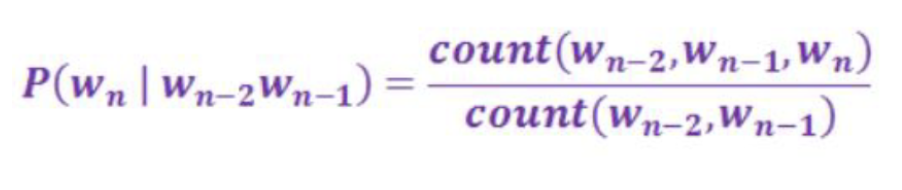 P(wₙ | wₙ₋₂wₙ₋₁) = count(wₙ₋₂,wₙ₋₁,wₙ) / count(wₙ₋₂,wₙ₋₁)